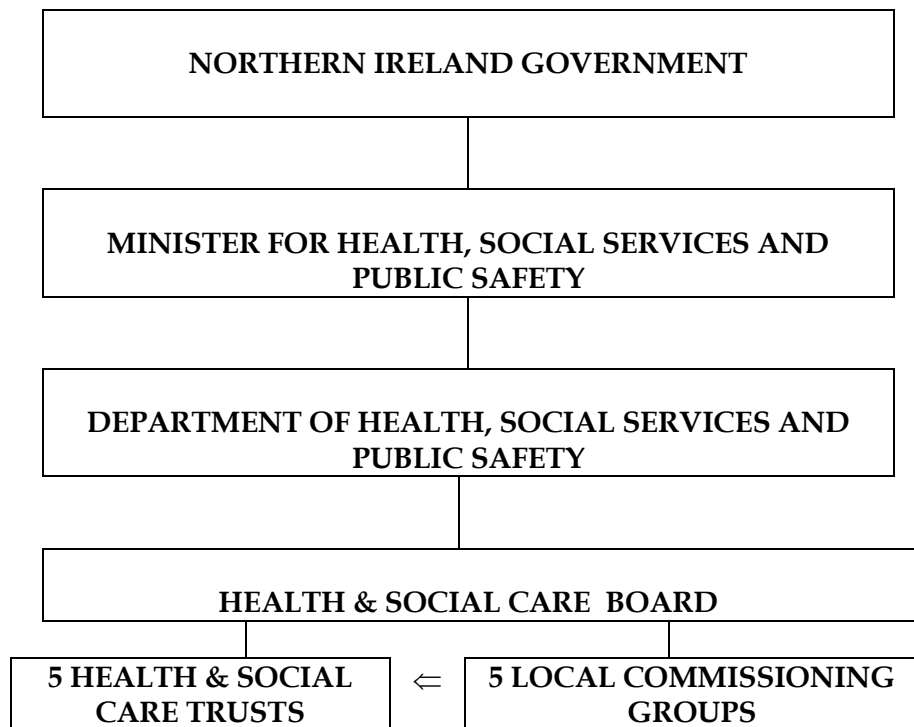 NORTHERN IRELAND GOVERNMENT
MINISTER FOR HEALTH, SOCIAL SERVICES AND
PUBLIC SAFETY
DEPARTMENT OF HEALTH, SOCIAL SERVICES AND
PUBLIC SAFETY
HEALTH & SOCIAL CARE BOARD
5 HEALTH & SOCIAL
CARE TRUSTS
⇐
5 LOCAL COMMISSIONING
GROUPS